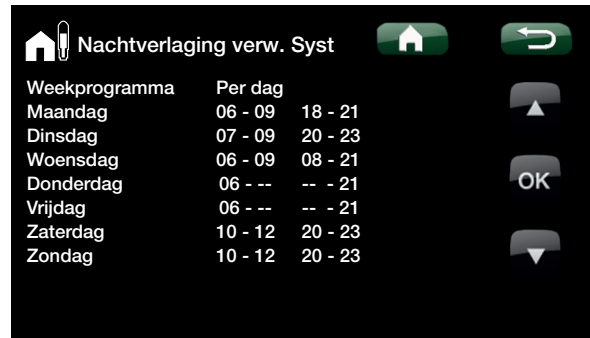 Nachtverlaging verw. Syst
Weekprogramma Per dag
Maandag 06 - 09 18 - 21
Dinsdag 07 - 09 20 - 23
Woensdag 06 - 09 08 - 21
Donderdag 06 - -- -- - 21
Vrijdag 06 - -- -- - 21
Zaterdag 10 - 12 20 - 23
Zondag 10 - 12 20 - 23
OK